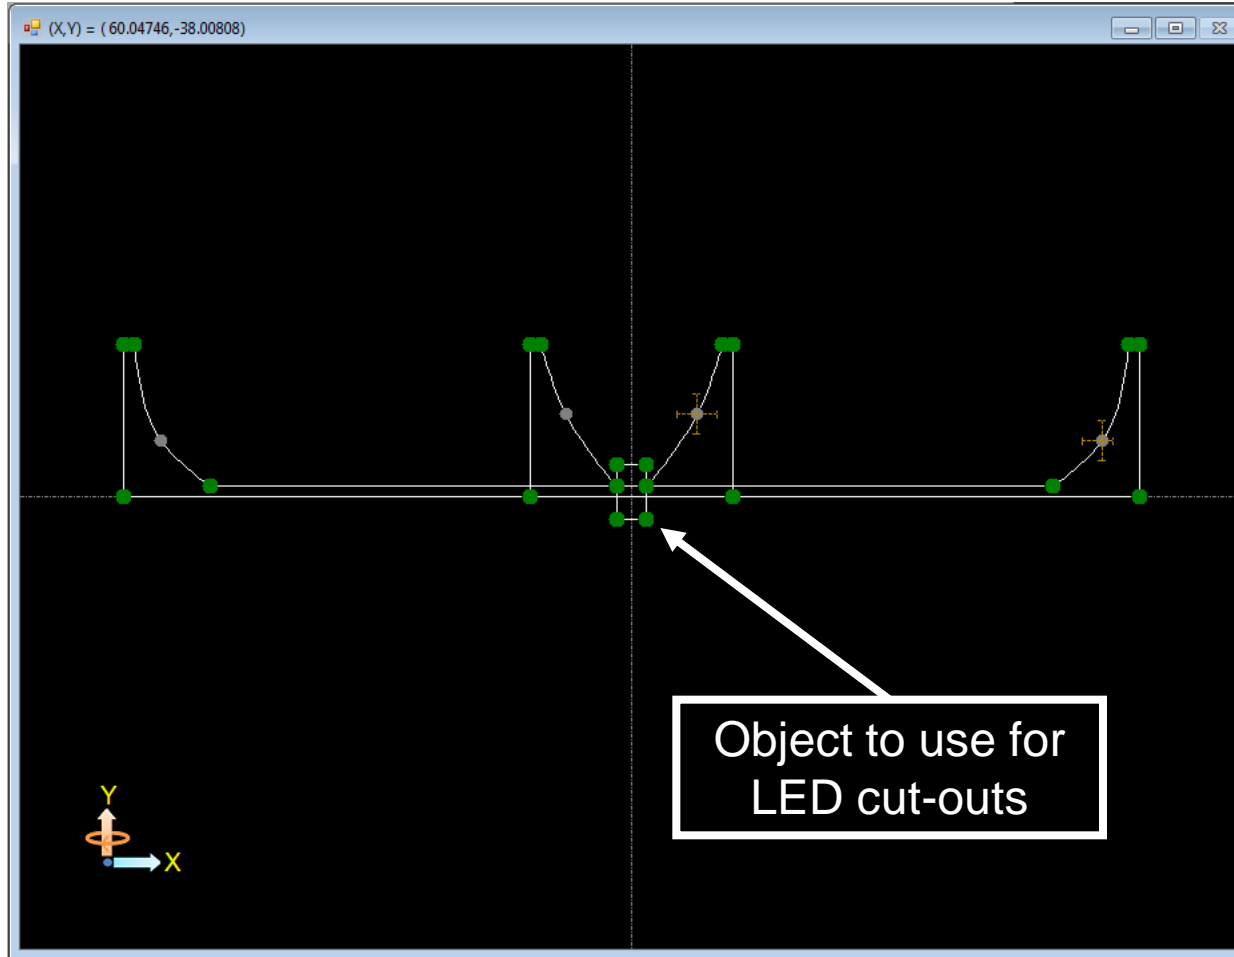 (X,Y) = ( 60.04746,-38.00808)
Object to use for
LED cut-outs
Y
X